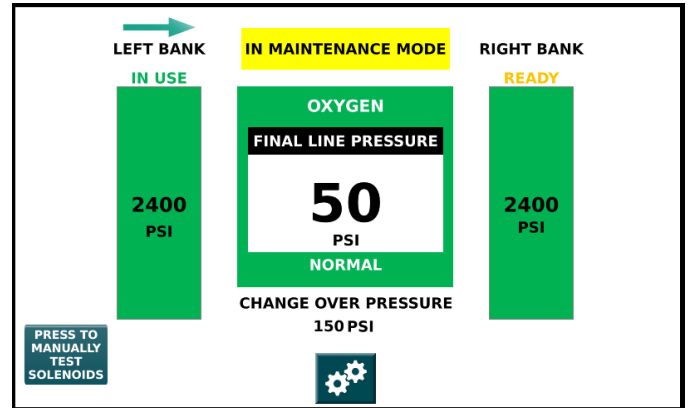 LEFT BANK
IN MAINTENANCE MODE
RIGHT BANK
IN USE
READY
OXYGEN
FINAL LINE PRESSURE
50
PSI
NORMAL
2400
PSI
2400
PSI
CHANGE OVER PRESSURE
150 PSI
PRESS TO
MANUALLY
TEST
SOLENOIDS